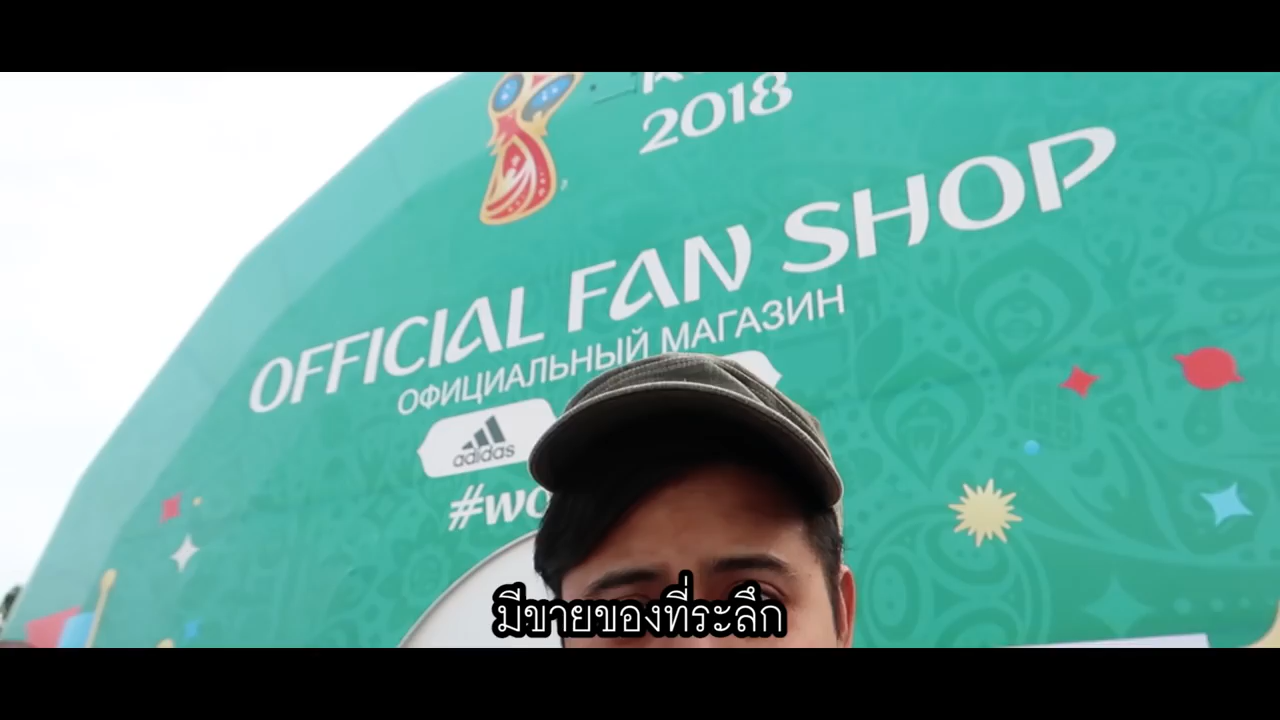 2018
OFFICIAL FAN SHOP
ОФИЦИАЛЬНЫЙ МАГАЗИН
adidas
มีขายของที่ระลึก